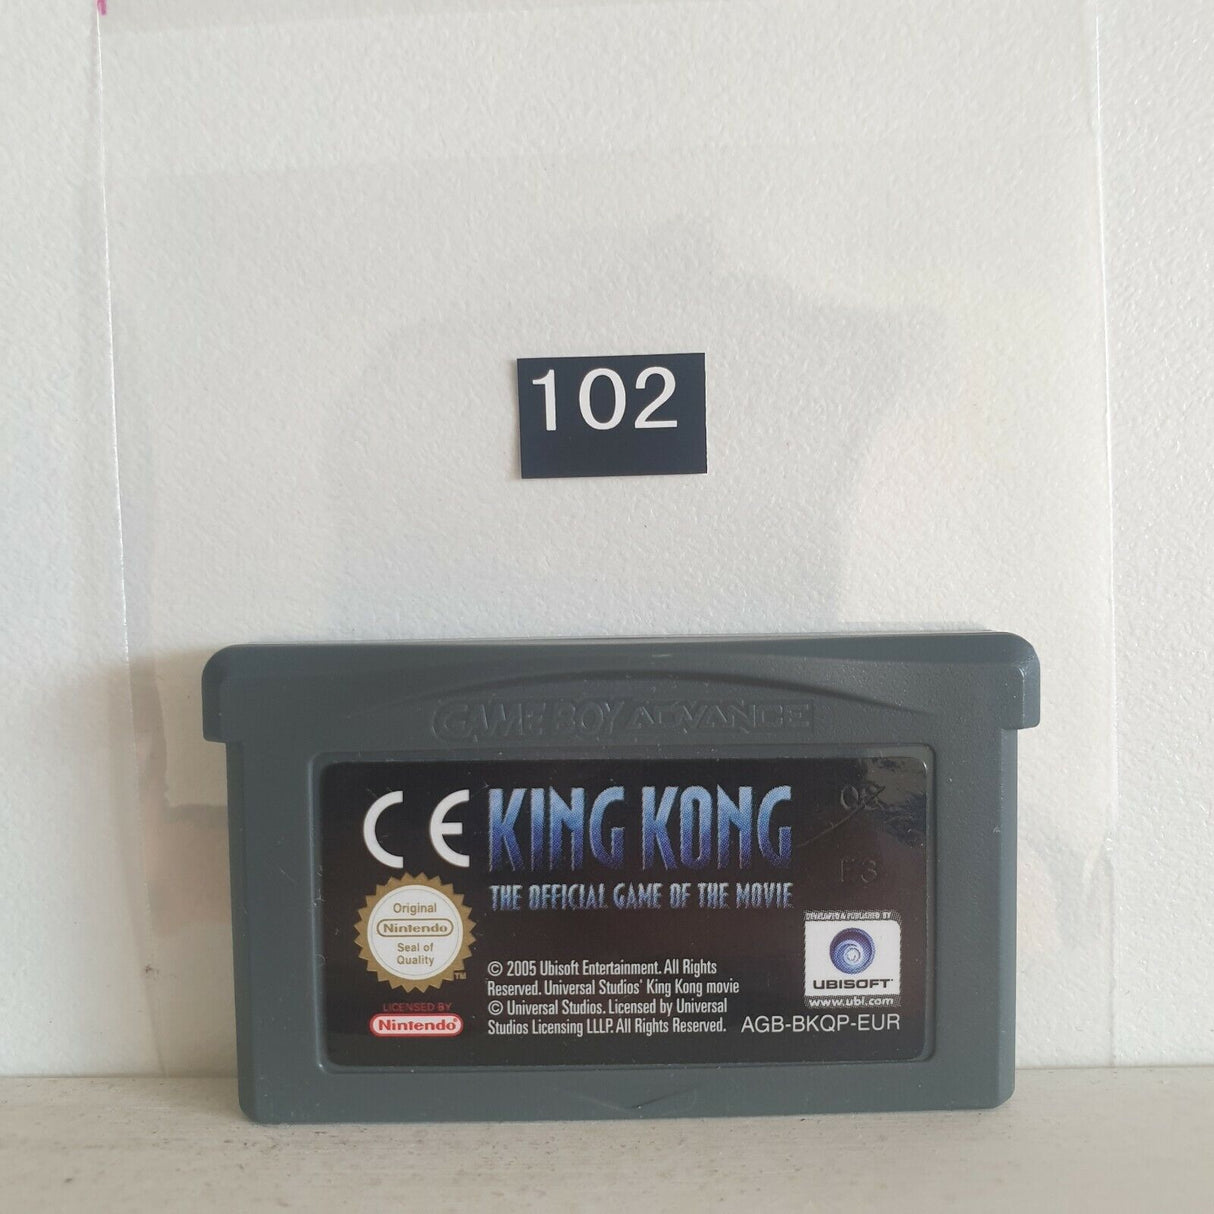 102
GAME BOY ADVANCE
CE KING KONG
THE OFFICIAL GAME OF THE MOVIE
Original
Nintendo
Seal of
Quality
TM
LICENSED BY
Nintendo®
© 2005 Ubisoft Entertainment. All Rights
Reserved. Universal Studios' King Kong movie
© Universal Studios. Licensed by Universal
Studios Licensing LLLP. All Rights Reserved.
DEVELOPED & PUBLISHED BY
UBISOFT
www.ubi.com
AGB-BKQP-EUR